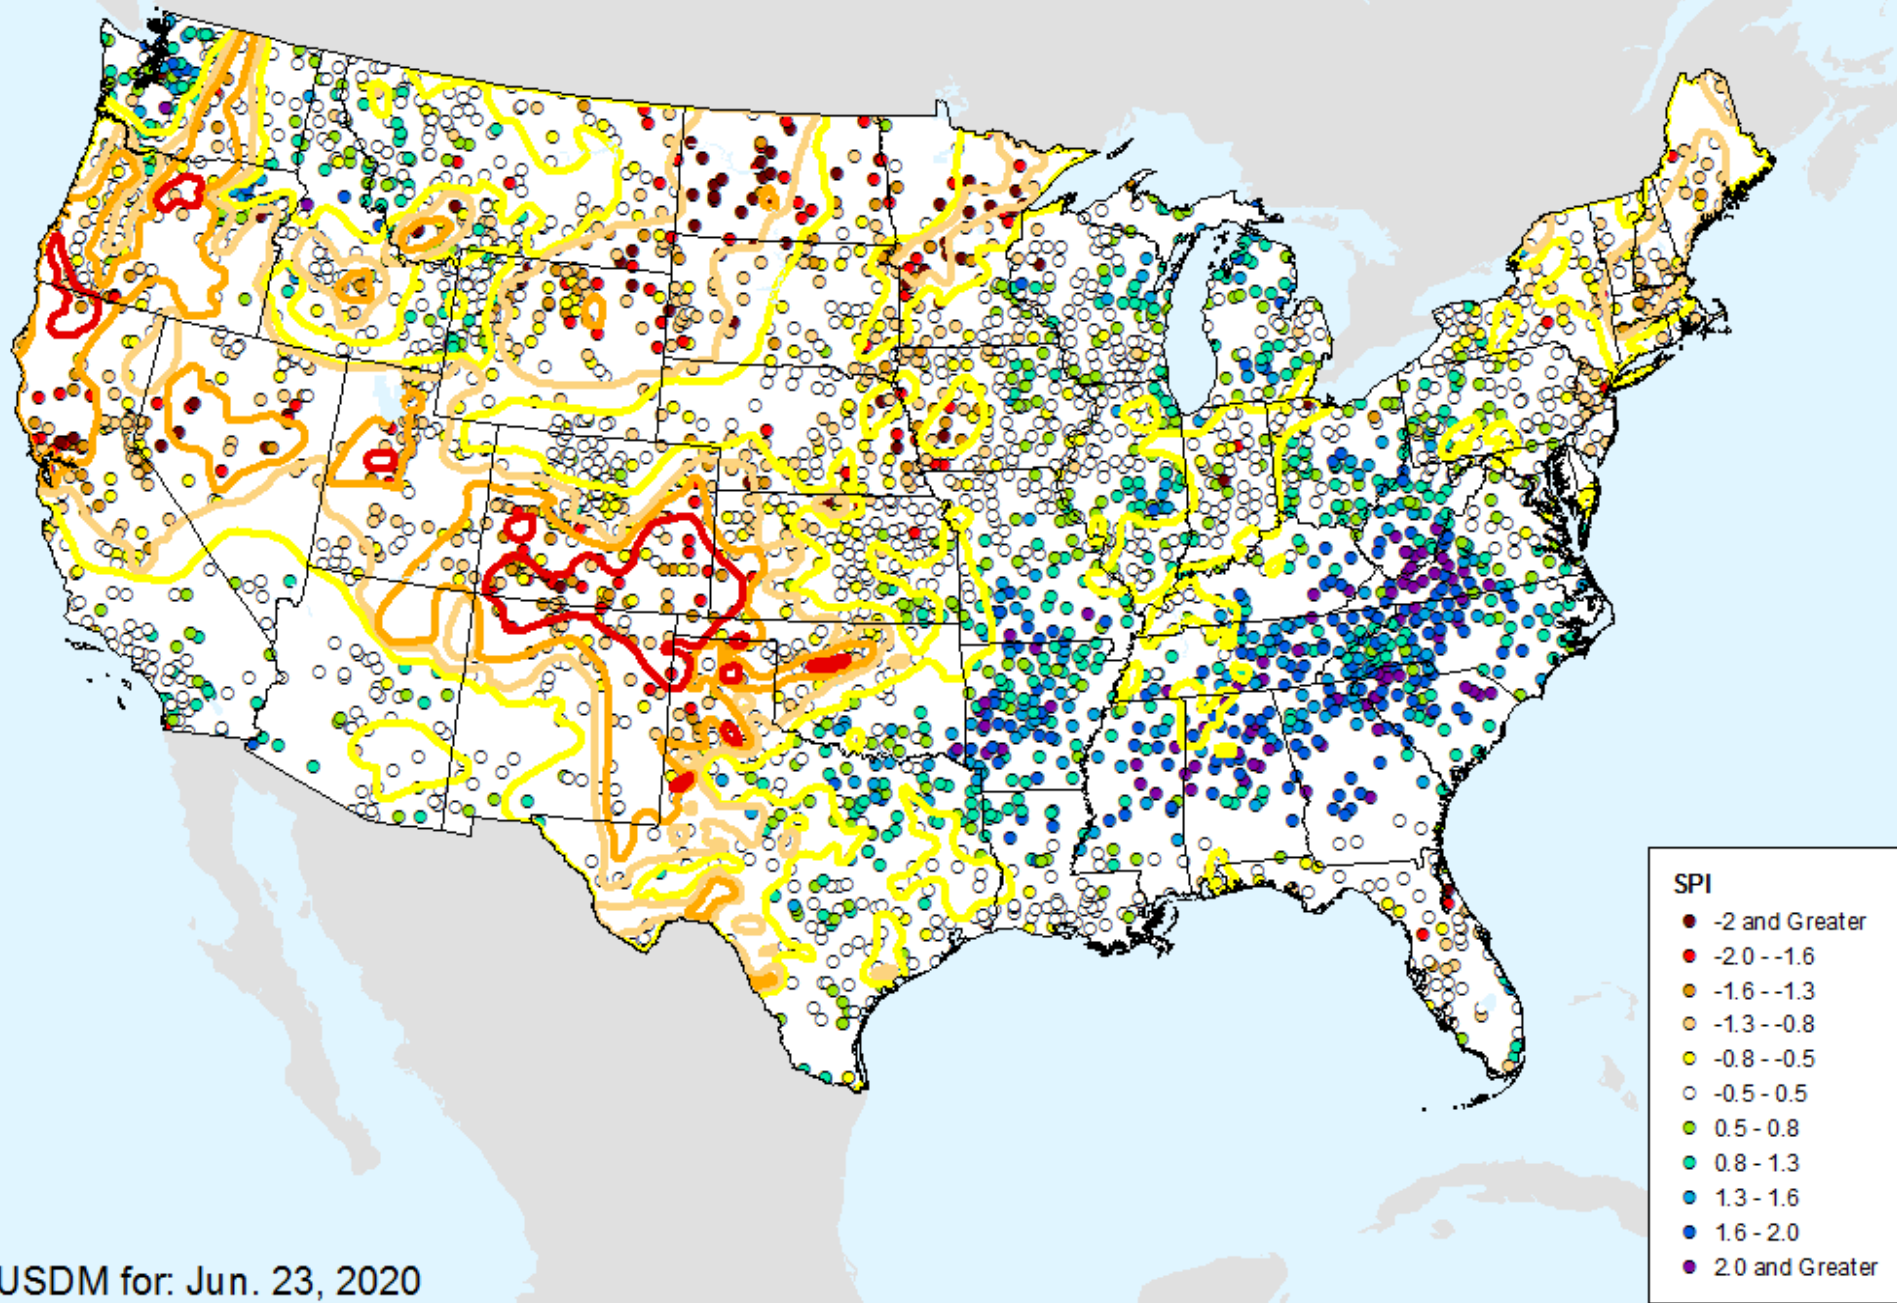 SPI
-2 and Greater
-2.0 - -1.6
-1.6 - -1.3
-1.3 - -0.8
-0.8 - -0.5
-0.5 - 0.5
0.5 - 0.8
0.8 - 1.3
1.3 - 1.6
1.6 - 2.0
2.0 and Greater
USDM for: Jun. 23, 2020